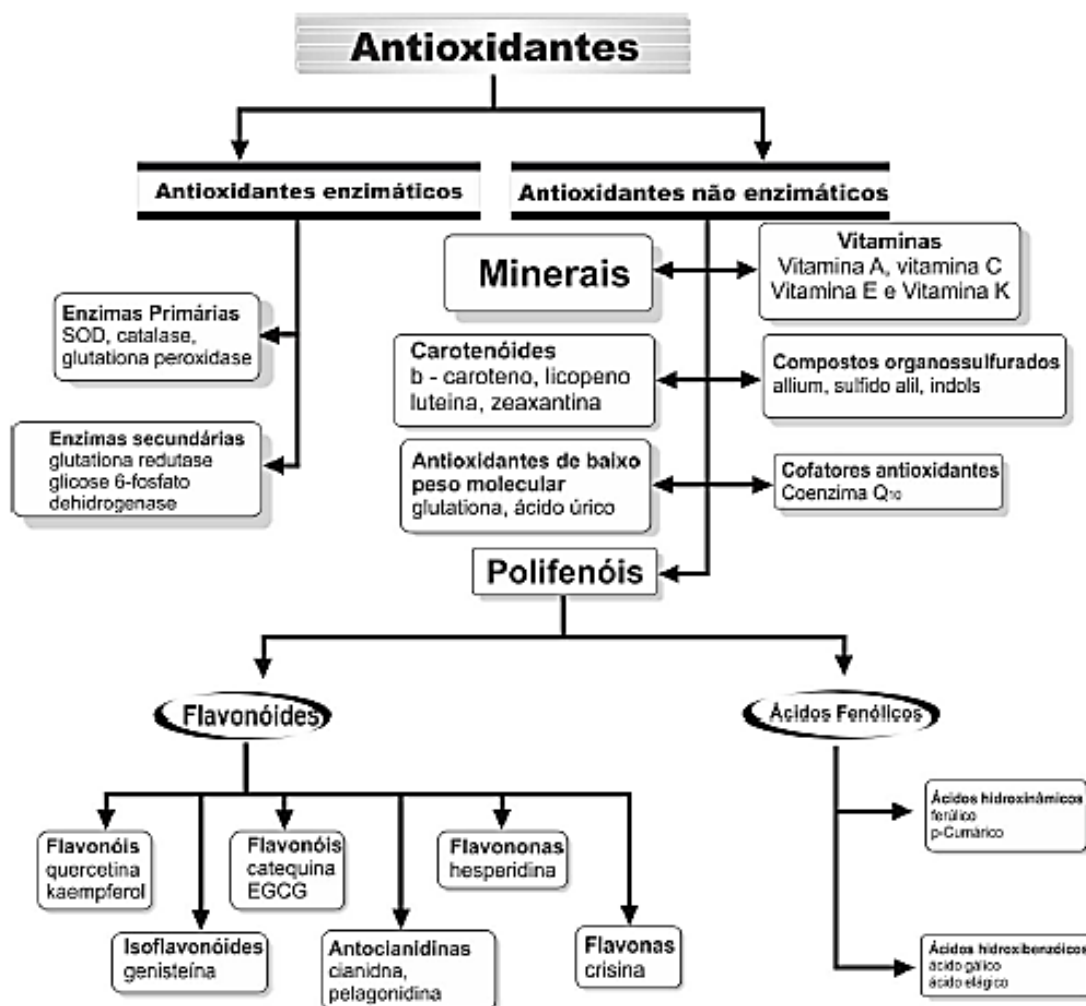 Antioxidantes
Antioxidantes enzimáticos
Antioxidantes não enzimáticos
Minerais
Vitaminas
Vitamina A, vitamina C
Vitamina E e Vitamina K
Enzimas Primárias
SOD, catalase,
glutationa peroxidase
Carotenóides
b - caroteno, licopeno
luteina, zeaxantina
Compostos organossulfurados
allium, sulfido alil, indols
Enzimas secundárias
glutationa redutase
glicose 6-fosfato
dehidrogenase
Antioxidantes de baixo
peso molecular
glutationa, ácido úrico
Cofatores antioxidantes
Coenzima Q10
Polifenóis
Flavonóides
Ácidos Fenólicos
Flavonóis
quercetina
kaempferol
Flavonóis
catequina
EGCG
Flavononas
hesperidina
Isoflavonóides
genisteína
Antocianidinas
cianidna,
pelagonidina
Flavonas
crisina
Ácidos hidroxinâmicos
ferúlico
p-Cumárico
Ácidos hidroxibenzóicos
ácido gálico
ácido elágico